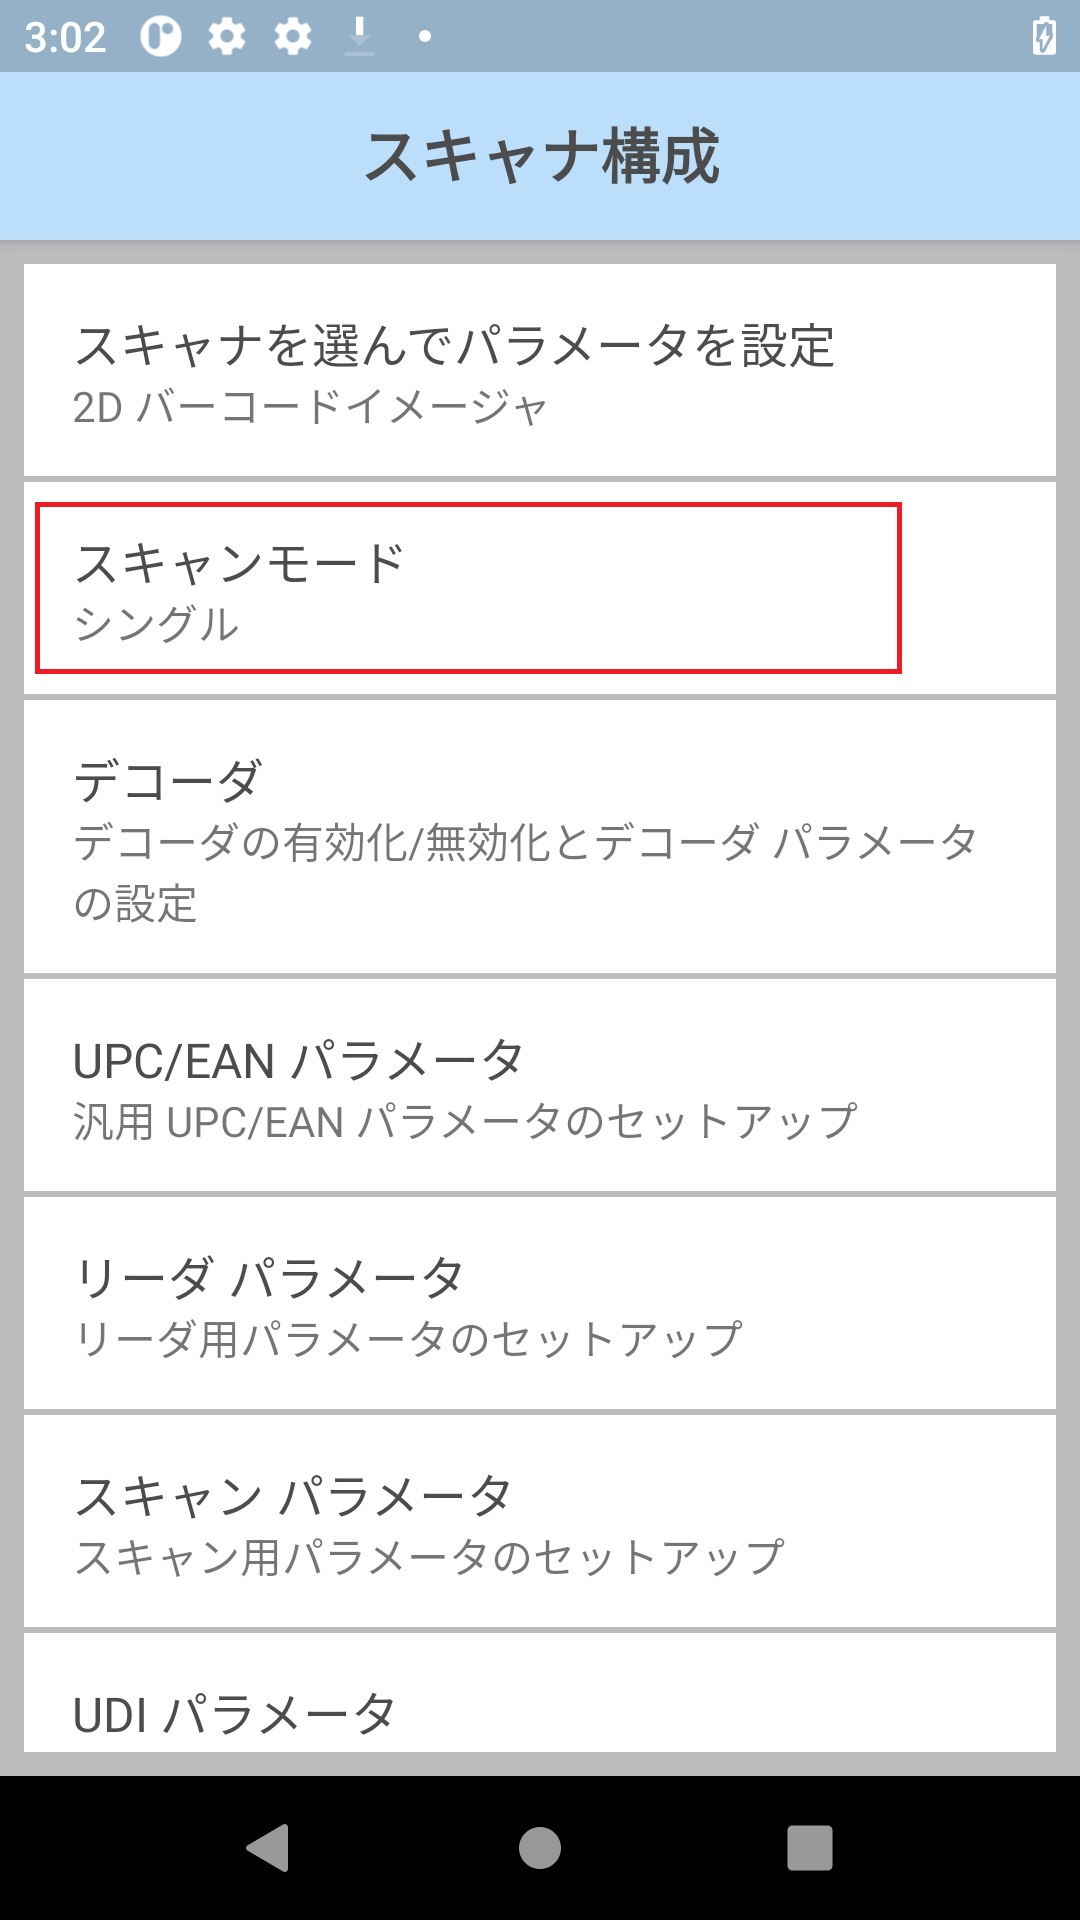 3:02
スキャナ構成
スキャナを選んでパラメータを設定
2D バーコードイメージャ
スキャンモード
シングル
デコーダ
デコーダの有効化/無効化とデコーダ パラメータ
の設定
UPC/EAN パラメータ
汎用 UPC/EAN パラメータのセットアップ
リーダ パラメータ
リーダ用パラメータのセットアップ
スキャン パラメータ
スキャン用パラメータのセットアップ
UDI パラメータ